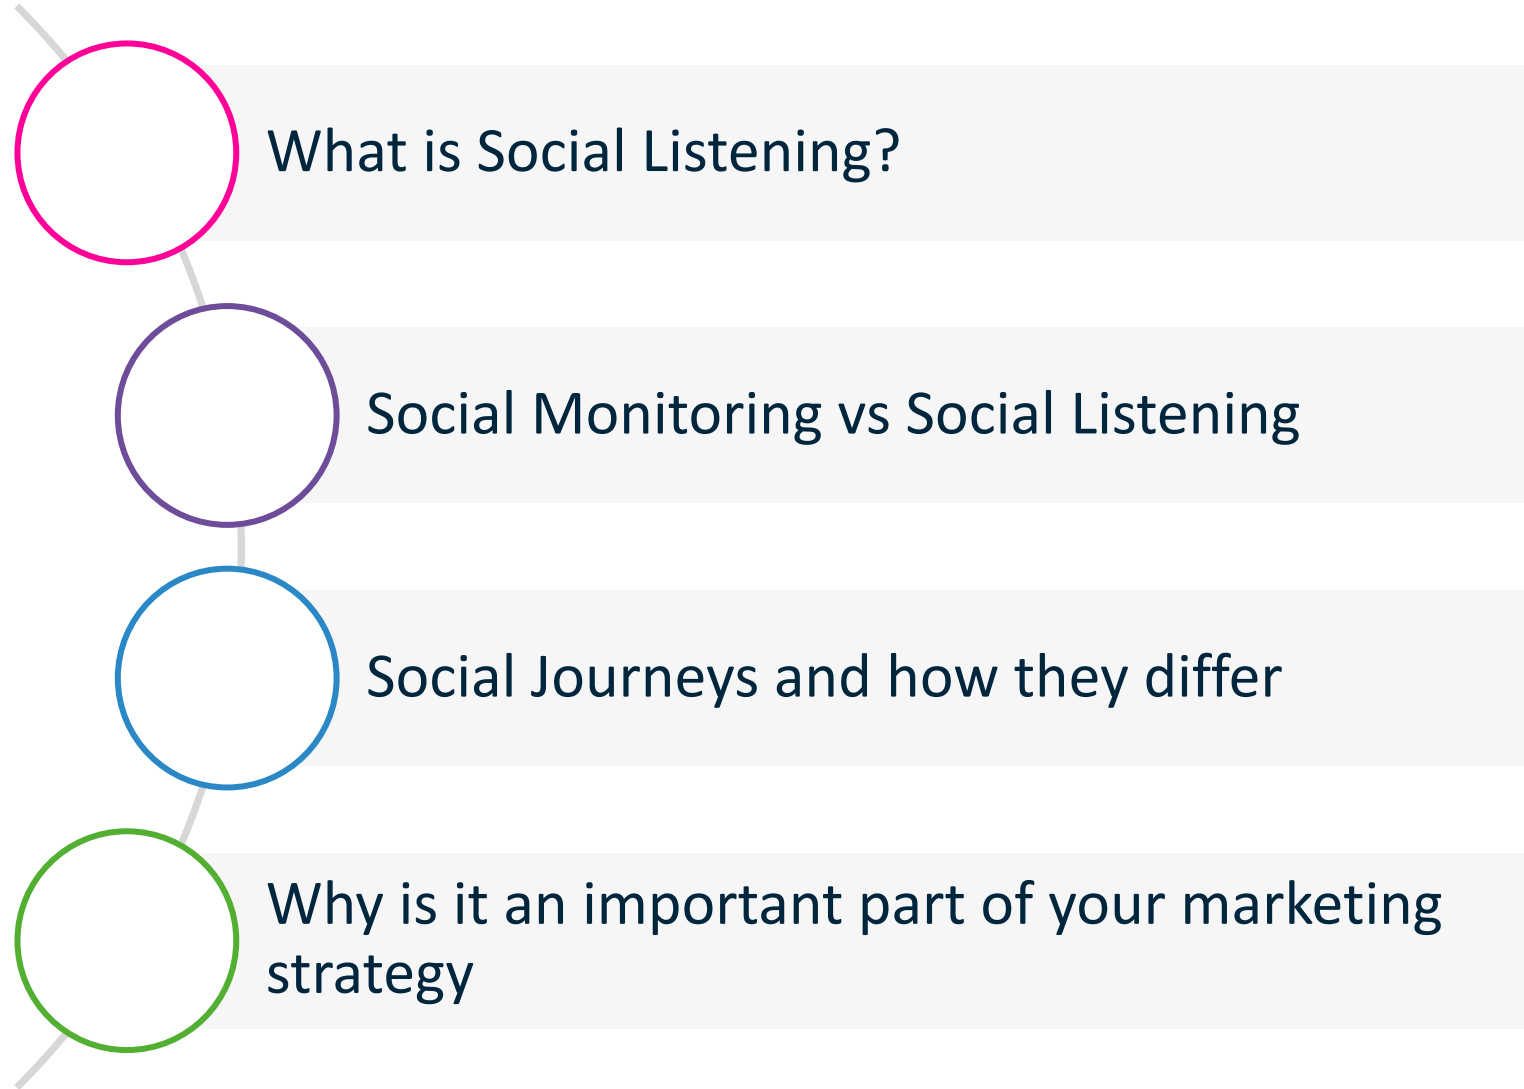 What is Social Listening?
Social Monitoring vs Social Listening
Social Journeys and how they differ
Why is it an important part of your marketing
strategy